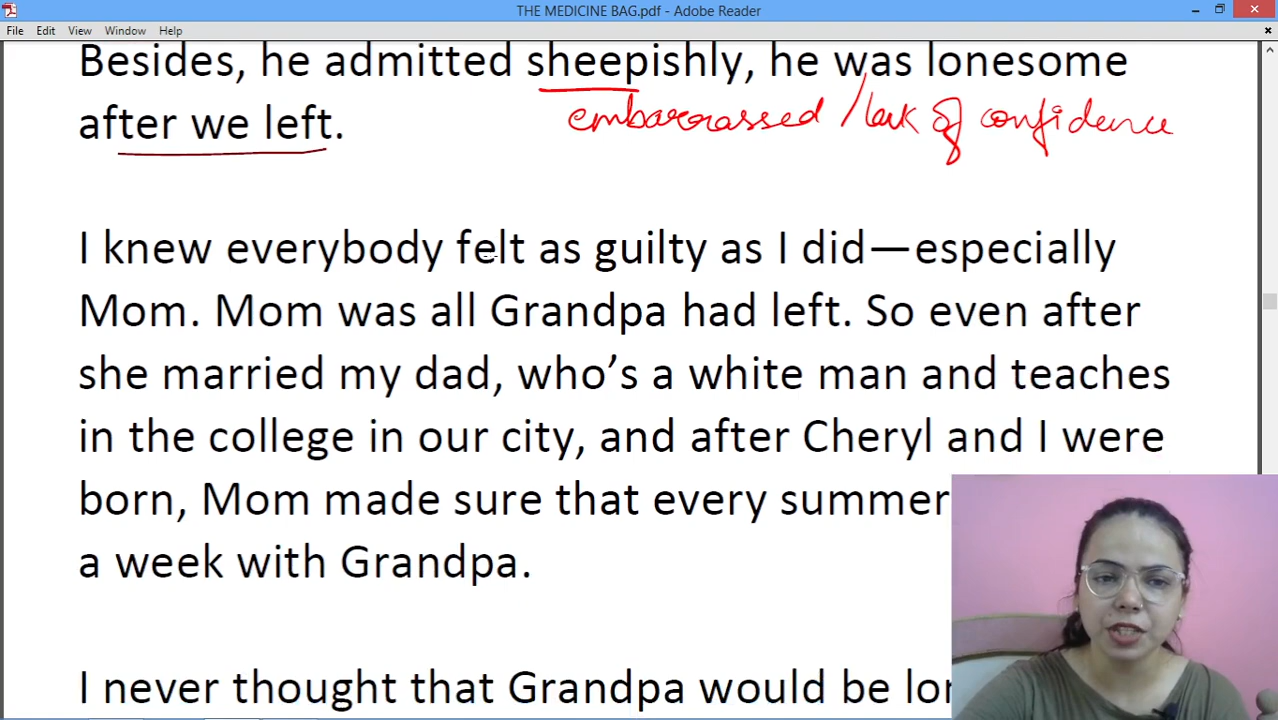 THE MEDICINE BAG.pdf - Adobe Reader
File Edit View Window Help
Besides, he admitted sheepishly, he was lonesome
after we left.
embarrassed / lack of confidence
I knew everybody felt as guilty as I did—especially
Mom. Mom was all Grandpa had left. So even after
she married my dad, who’s a white man and teaches
in the college in our city, and after Cheryl and I were
born, Mom made sure that every summer
a week with Grandpa.
I never thought that Grandpa would be